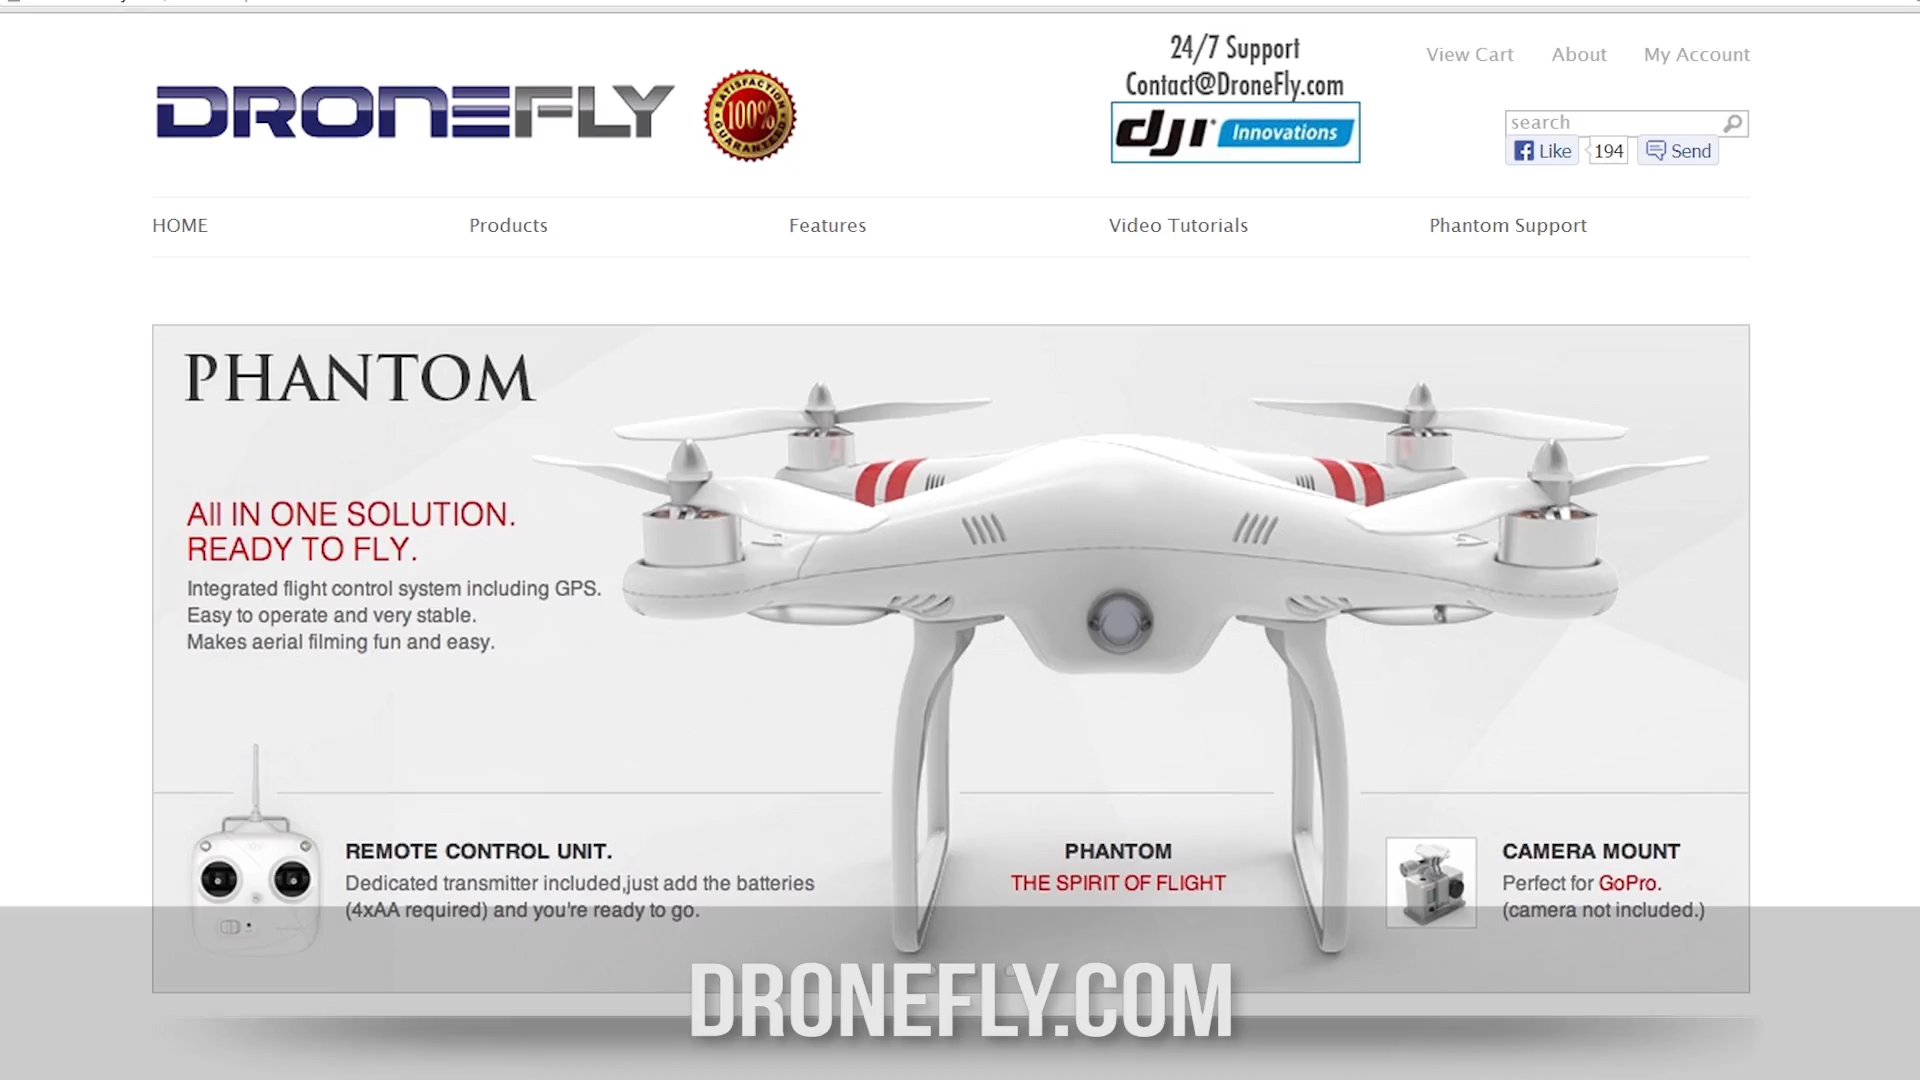 24/7 Support
Contact@DroneFly.com
View Cart
About
My Account
DRONEFLY
SATISFACTION
100%
GUARANTEED
dji Innovations
search
Like
194
Send
HOME
Products
Features
Video Tutorials
Phantom Support
PHANTOM
All IN ONE SOLUTION.
READY TO FLY.
Integrated flight control system including GPS.
Easy to operate and very stable.
Makes aerial filming fun and easy.
REMOTE CONTROL UNIT.
Dedicated transmitter included,just add the batteries
(4xAA required) and you're ready to go.
PHANTOM
THE SPIRIT OF FLIGHT
CAMERA MOUNT
Perfect for GoPro.
(camera not included.)
DRONEFLY.COM